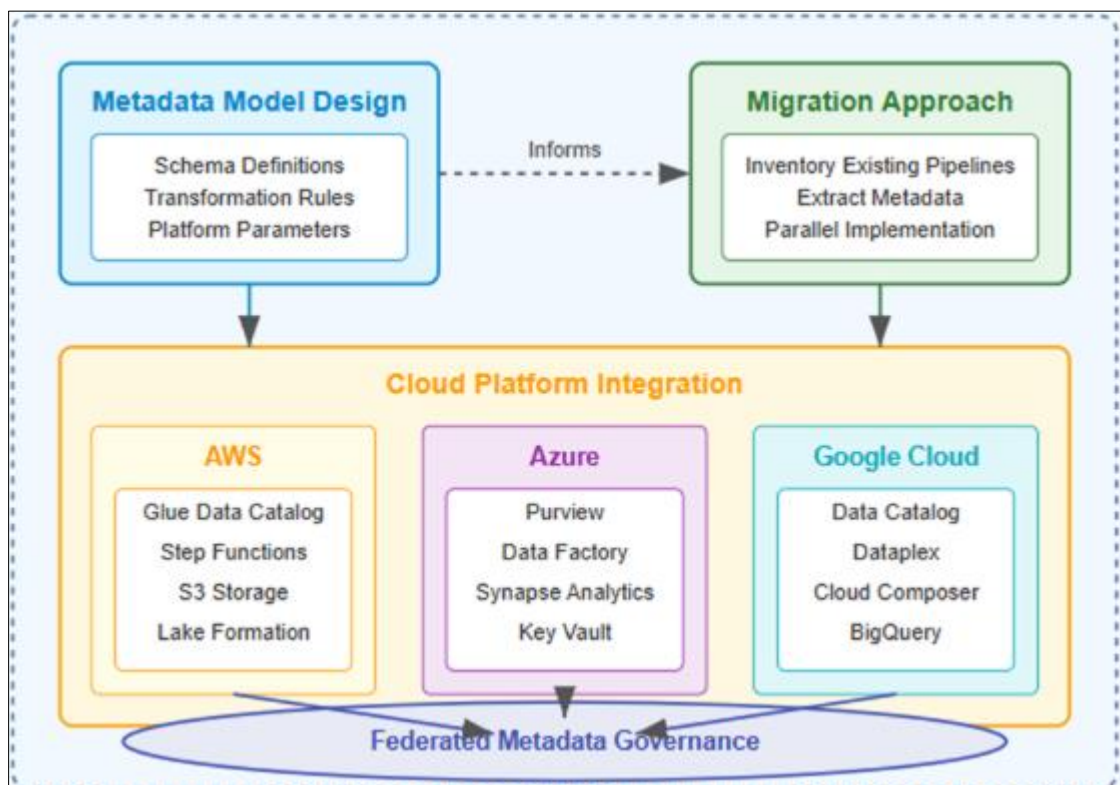 Metadata Model Design
Schema Definitions
Transformation Rules
Platform Parameters
Informs
Migration Approach
Inventory Existing Pipelines
Extract Metadata
Parallel Implementation
Cloud Platform Integration
AWS
Glue Data Catalog
Step Functions
S3 Storage
Lake Formation
Azure
Purview
Data Factory
Synapse Analytics
Key Vault
Google Cloud
Data Catalog
Dataplex
Cloud Composer
BigQuery
Federated Metadata Governance